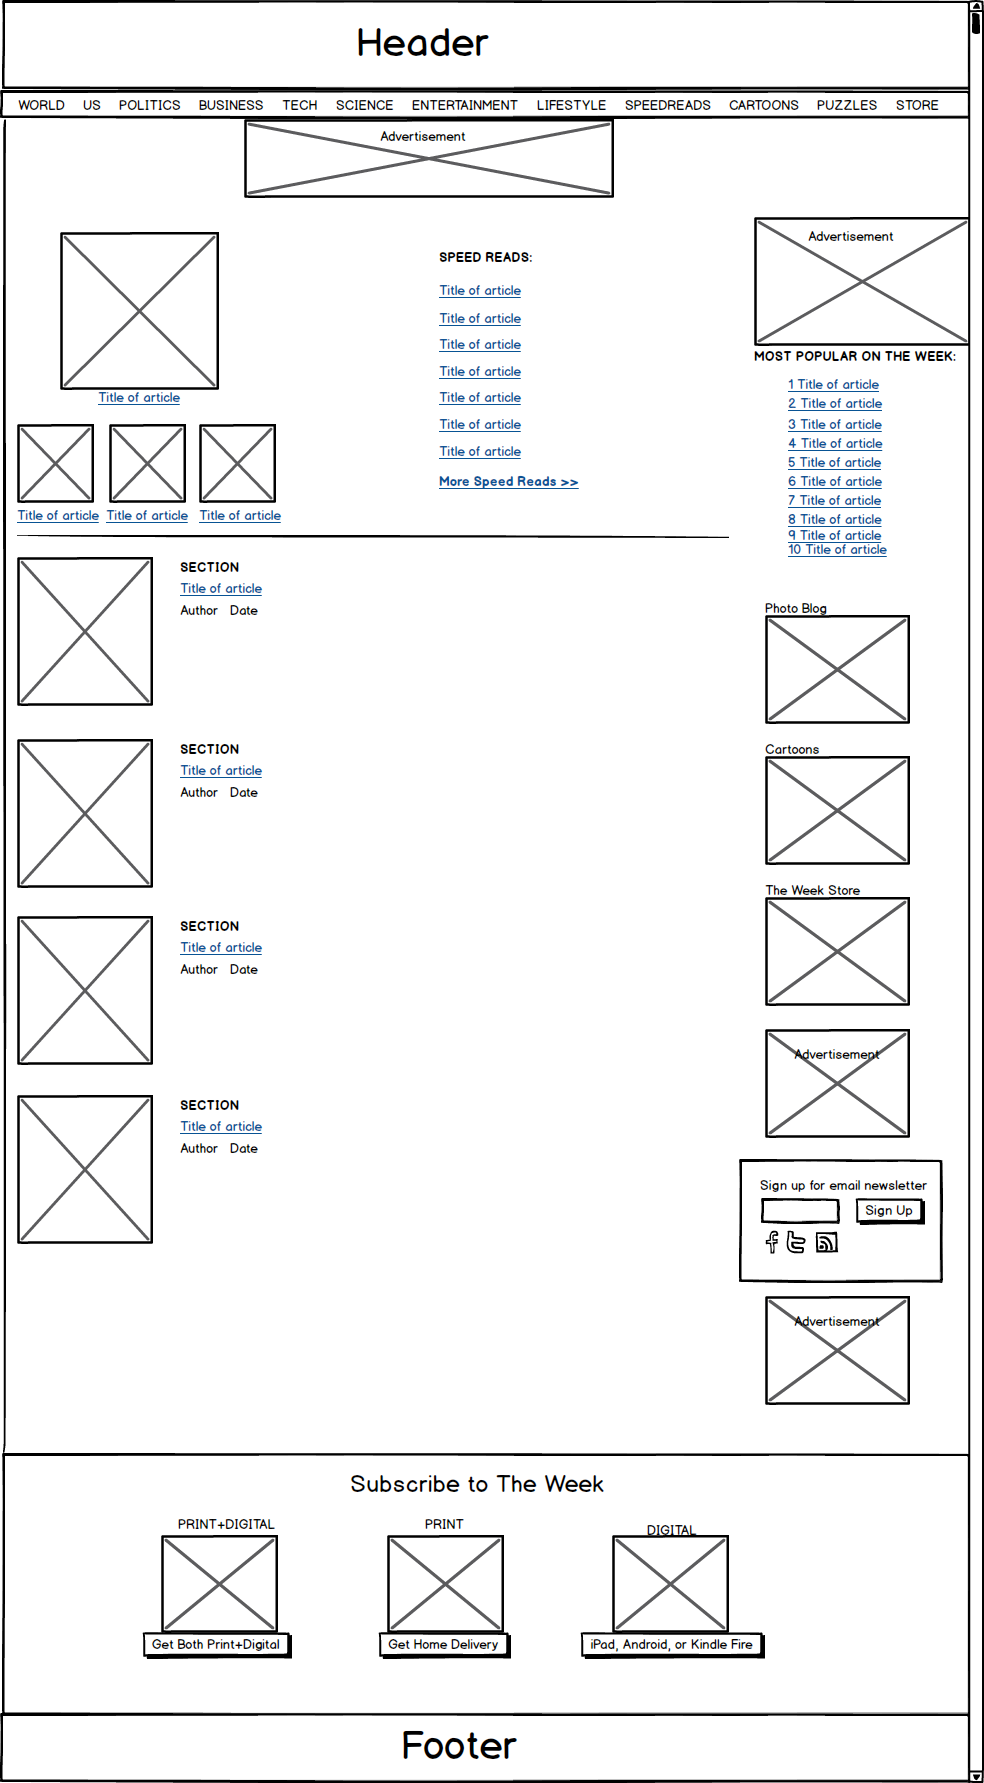 Header
WORLD US POLITICS BUSINESS TECH SCIENCE ENTERTAINMENT LIFESTYLE SPEEDREADS CARTOONS PUZZLES STORE
Advertisement
Title of article
Title of article Title of article Title of article
SPEED READS:
Title of article
Title of article
Title of article
Title of article
Title of article
Title of article
Title of article
More Speed Reads >>
Advertisement
MOST POPULAR ON THE WEEK:
1 Title of article
2 Title of article
3 Title of article
4 Title of article
5 Title of article
6 Title of article
7 Title of article
8 Title of article
9 Title of article
10 Title of article
SECTION
Title of article
Author Date
SECTION
Title of article
Author Date
SECTION
Title of article
Author Date
SECTION
Title of article
Author Date
Photo Blog
Cartoons
The Week Store
Advertisement
Sign up for email newsletter
Sign Up
Advertisement
Subscribe to The Week
PRINT+DIGITAL PRINT DIGITAL
Get Both Print+Digital Get Home Delivery iPad, Android, or Kindle Fire
Footer